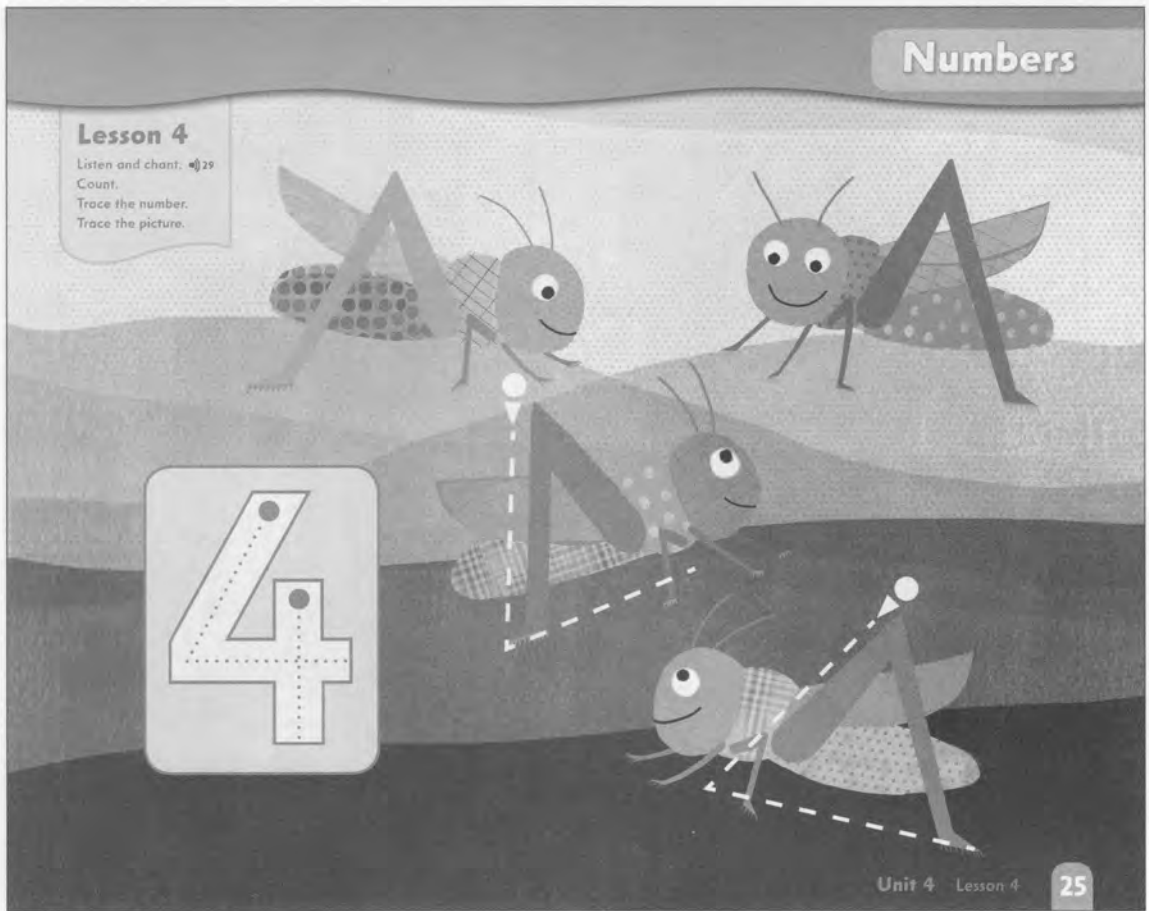 Numbers
Lesson 4
Listen and chant. 29
Count.
Trace the number.
Trace the picture.
4
Unit 4 Lesson 4
25